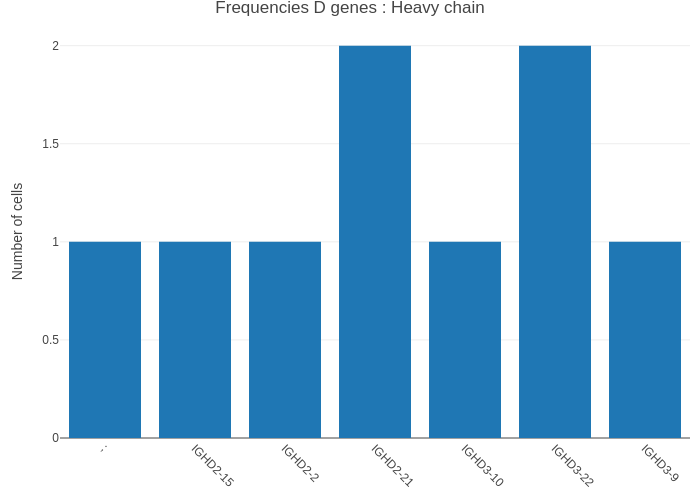 Frequencies D genes : Heavy chain
Number of cells
2
1.5
1
0.5
0
;
IGHD2-15
IGHD2-2
IGHD2-21
IGHD3-10
IGHD3-22
IGHD3-9